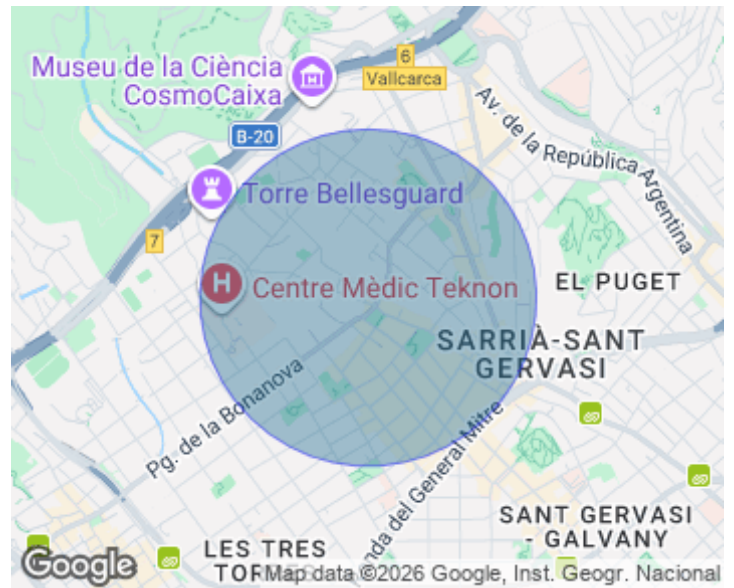 Museu de la Ciència
CosmoCaixa
6
Vallcarca
Av. de la República Argentina
B-20
Torre Bellesguard
7
H
Centre Mèdic Teknon
EL PUGET
SARRIÀ-SANT
GERVASI
Pg. de la Bonanova
nda del General Mitre
SANT GERVASI
- GALVANY
LES TRES
Google
Map data ©2026 Google, Inst. Geogr. Nacional